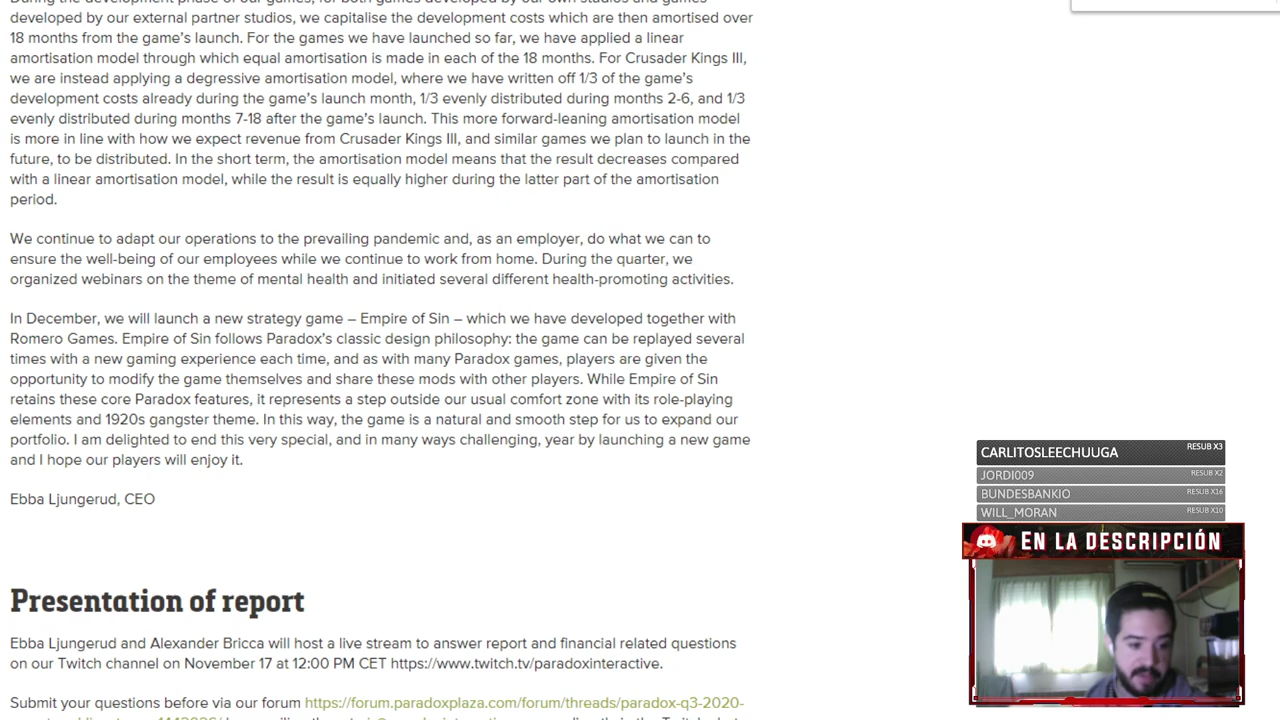 During the development phase of our games, for both games developed by our own studios and games
developed by our external partner studios, we capitalise the development costs which are then amortised over
18 months from the game's launch. For the games we have launched so far, we have applied a linear
amortisation model through which equal amortisation is made in each of the 18 months. For Crusader Kings III,
we are instead applying a degressive amortisation model, where we have written off 1/3 of the game's
development costs already during the game's launch month, 1/3 evenly distributed during months 2-6, and 1/3
evenly distributed during months 7-18 after the game's launch. This more forward-leaning amortisation model
is more in line with how we expect revenue from Crusader Kings III, and similar games we plan to launch in the
future, to be distributed. In the short term, the amortisation model means that the result decreases compared
with a linear amortisation model, while the result is equally higher during the latter part of the amortisation
period.
We continue to adapt our operations to the prevailing pandemic and, as an employer, do what we can to
ensure the well-being of our employees while we continue to work from home. During the quarter, we
organized webinars on the theme of mental health and initiated several different health-promoting activities.
In December, we will launch a new strategy game – Empire of Sin – which we have developed together with
Romero Games. Empire of Sin follows Paradox's classic design philosophy: the game can be replayed several
times with a new gaming experience each time, and as with many Paradox games, players are given the
opportunity to modify the game themselves and share these mods with other players. While Empire of Sin
retains these core Paradox features, it represents a step outside our usual comfort zone with its role-playing
elements and 1920s gangster theme. In this way, the game is a natural and smooth step for us to expand our
portfolio. I am delighted to end this very special, and in many ways challenging, year by launching a new game
and I hope our players will enjoy it.
Ebba Ljungerud, CEO
CARLITOSLEECHUUGA RESUB X3
JORDI009 RESUB X2
BUNDESBANKIO RESUB X16
WILL_MORAN RESUB X10
EN LA DESCRIPCIÓN
Presentation of report
Ebba Ljungerud and Alexander Bricca will host a live stream to answer report and financial related questions
on our Twitch channel on November 17 at 12:00 PM CET https://www.twitch.tv/paradoxinteractive.
Submit your questions before via our forum https://forum.paradoxplaza.com/forum/threads/paradox-q3-2020-